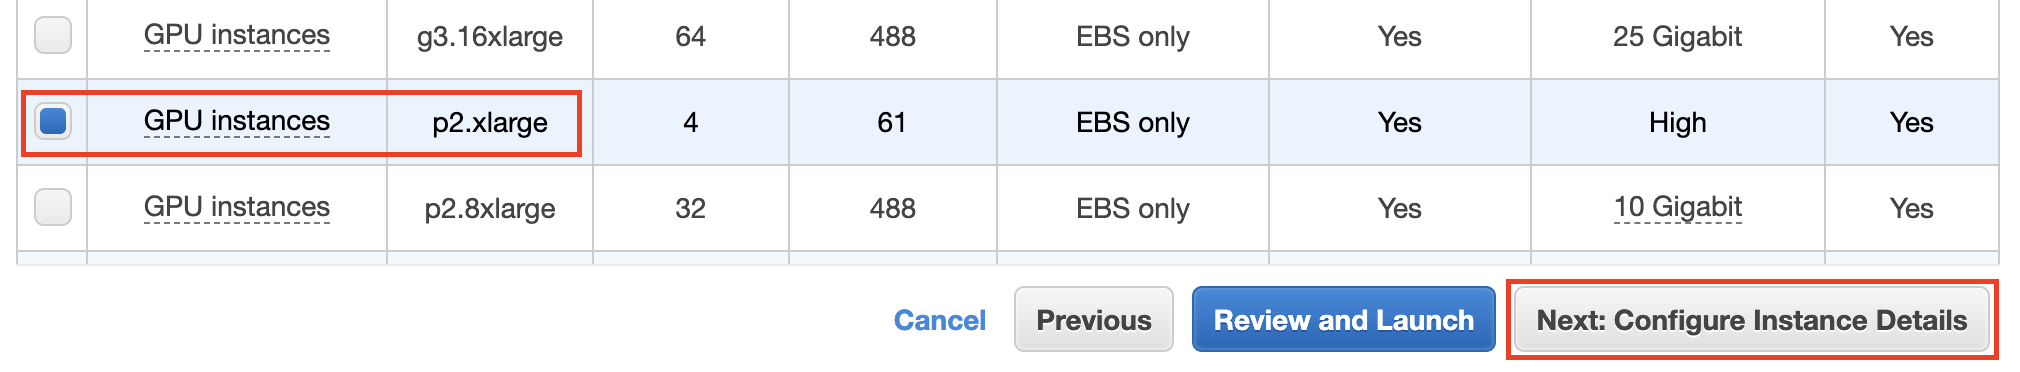 GPU instances g3.16xlarge 64 488 EBS only Yes 25 Gigabit Yes
GPU instances p2.xlarge 4 61 EBS only Yes High Yes
GPU instances p2.8xlarge 32 488 EBS only Yes 10 Gigabit Yes
Cancel Previous Review and Launch Next: Configure Instance Details